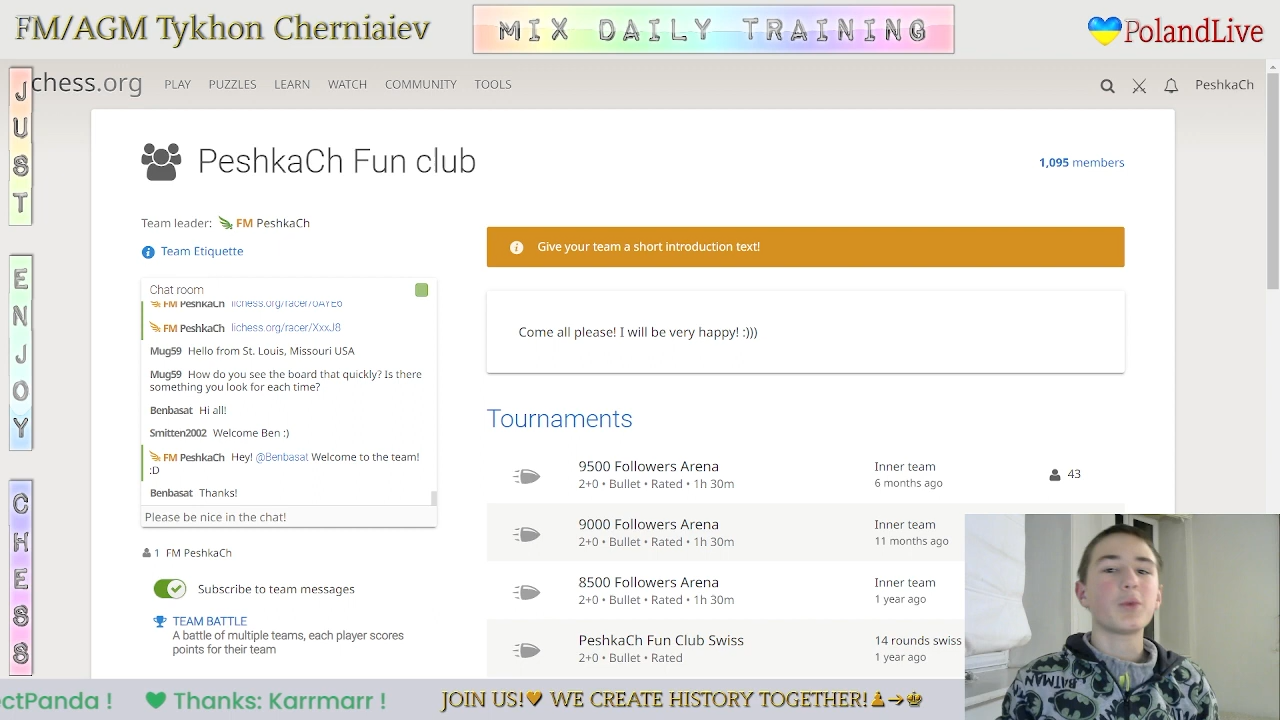 FM/AGM Tykhon Cherniaiev
MIX DAILY TRAINING
PolandLive
JUST
ENJOY
CHESS
chess.org
PLAY PUZZLES LEARN WATCH COMMUNITY TOOLS
PeshkaCh
PeshkaCh Fun club
1,095 members
Team leader: FM PeshkaCh
Team Etiquette
Give your team a short introduction text!
Chat room
FM PeshkaCh
FM PeshkaCh lichess.org/racer/XxxJ8
Mug59 Hello from St. Louis, Missouri USA
Mug59 How do you see the board that quickly? Is there
something you look for each time?
Benbasat Hi all!
Smitten2002 Welcome Ben :)
FM PeshkaCh Hey! @Benbasat Welcome to the team!
:D
Benbasat Thanks!
Please be nice in the chat!
1 FM PeshkaCh
Subscribe to team messages
TEAM BATTLE
A battle of multiple teams, each player scores
points for their team
Come all please! I will be very happy! :)))
Tournaments
9500 Followers Arena
2+0 • Bullet • Rated • 1h 30m
Inner team
6 months ago
43
9000 Followers Arena
2+0 • Bullet • Rated • 1h 30m
Inner team
11 months ago
8500 Followers Arena
2+0 • Bullet • Rated • 1h 30m
Inner team
1 year ago
PeshkaCh Fun Club Swiss
2+0 • Bullet • Rated
14 rounds swiss
1 year ago
BATMAN
ectPanda ! Thanks: Karrmarr !
JOIN US! WE CREATE HISTORY TOGETHER!